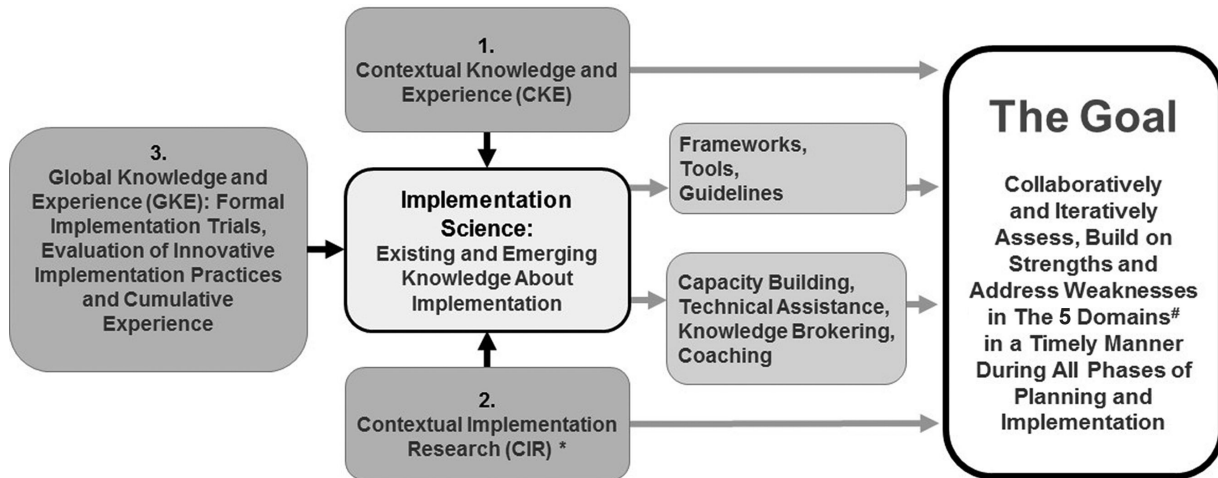 1.
Contextual Knowledge and
Experience (CKE)
3.
Global Knowledge and
Experience (GKE): Formal
Implementation Trials,
Evaluation of Innovative
Implementation Practices
and Cumulative
Experience
Implementation
Science:
Existing and Emerging
Knowledge About
Implementation
2.
Contextual Implementation
Research (CIR) *
Frameworks,
Tools,
Guidelines
Capacity Building,
Technical Assistance,
Knowledge Brokering,
Coaching
The Goal
Collaboratively
and Iteratively
Assess, Build on
Strengths and
Address Weaknesses
in The 5 Domains#
in a Timely Manner
During All Phases of
Planning and
Implementation